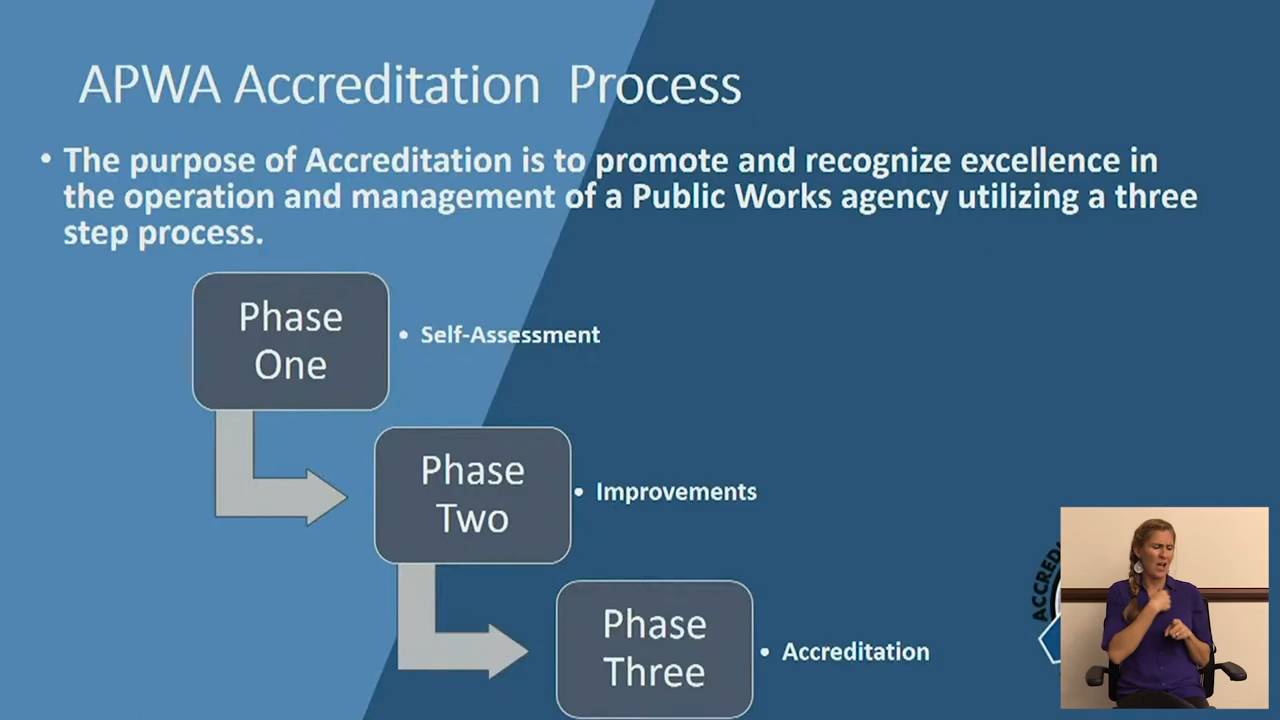 APWA Accreditation Process
• The purpose of Accreditation is to promote and recognize excellence in
the operation and management of a Public Works agency utilizing a three
step process.
Phase
One
• Self-Assessment
Phase
Two
• Improvements
Phase
Three
• Accreditation